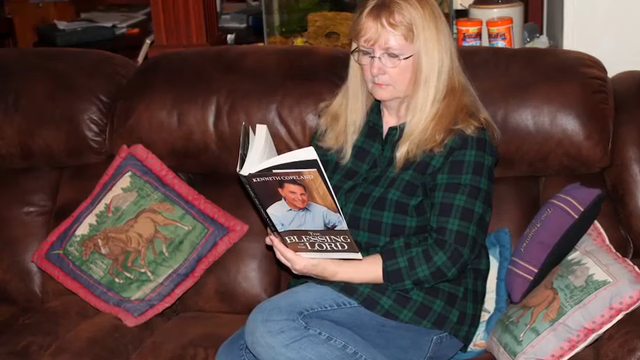 KENNETH COPELAND
The
BLESSING
of the
LORD